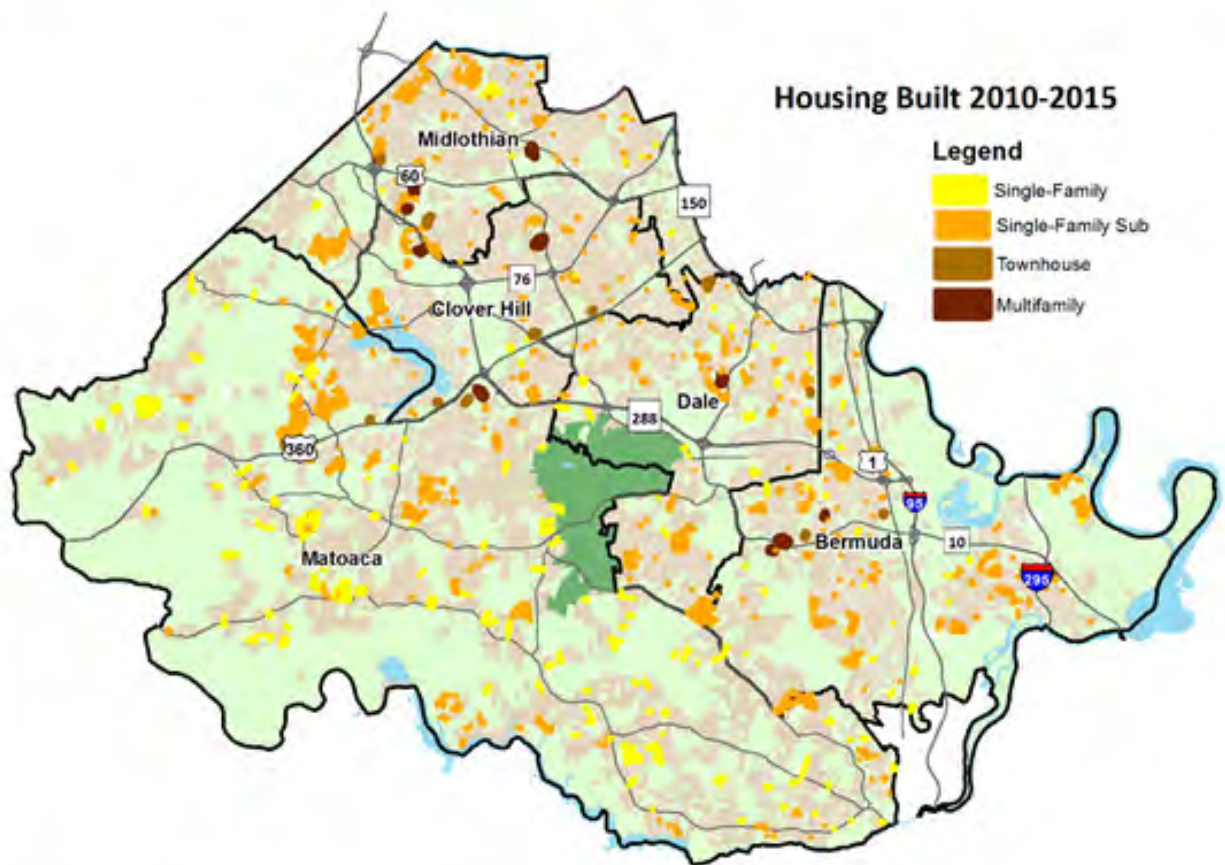 Housing Built 2010-2015
Legend
Single-Family
Single-Family Sub
Townhouse
Multifamily
Midlothian
60
150
76
Clover Hill
Dale
288
360
1
95
Bermuda
10
Matoaca
295